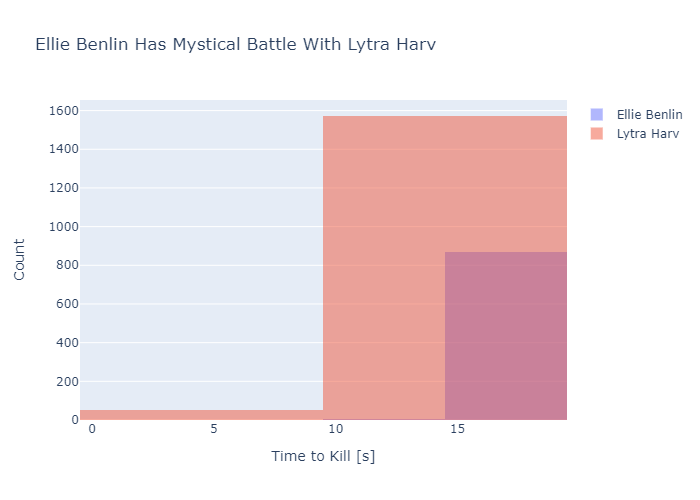 Ellie Benlin Has Mystical Battle With Lytra Harv
Ellie Benlin
Lytra Harv
1600
1400
1200
1000
800
600
400
200
0
Count
0 5 10 15
Time to Kill [s]